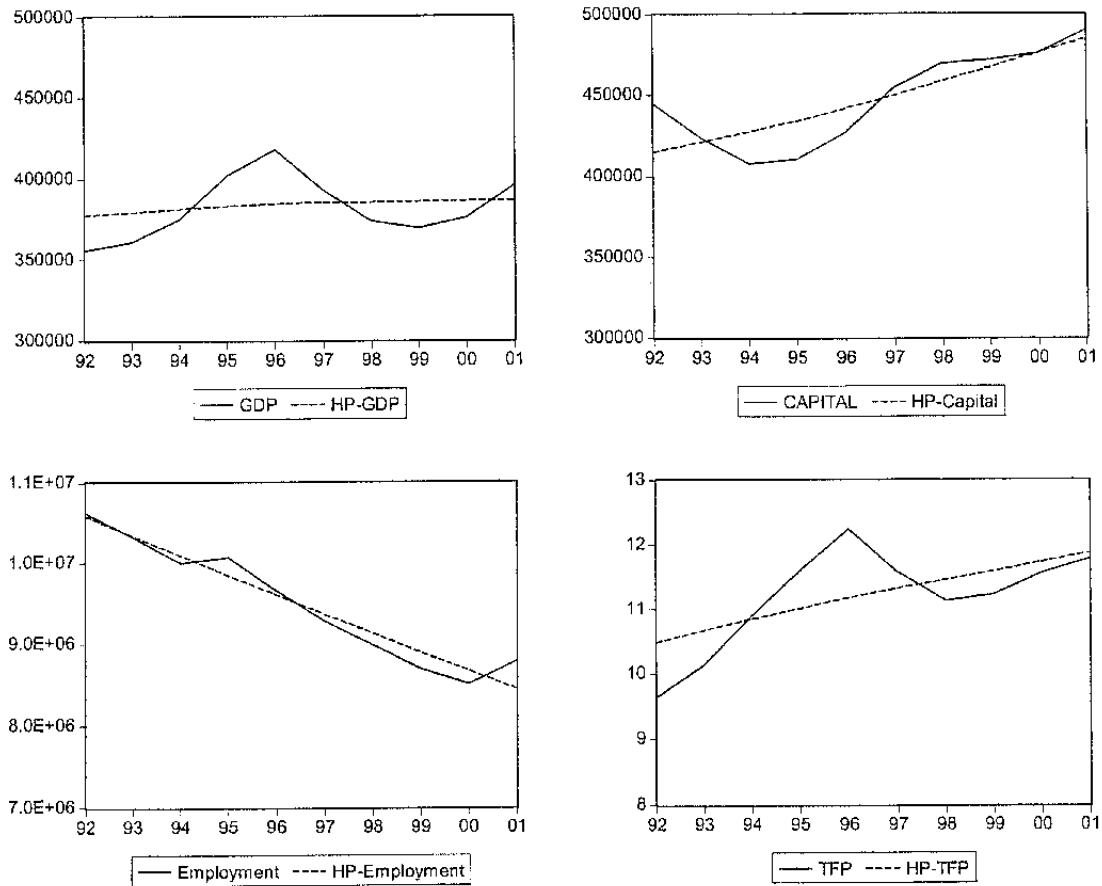 500000
450000
400000
350000
300000
92 93 94 95 96 97 98 99 00 01
GDP HP-GDP
500000
450000
400000
350000
300000
92 93 94 95 96 97 98 99 00 01
CAPITAL HP-Capital
1.1E+07
1.0E+07
9.0E+06
8.0E+06
7.0E+06
92 93 94 95 96 97 98 99 00 01
Employment HP-Employment
13
12
11
10
9
8
92 93 94 95 96 97 98 99 00 01
TFP HP-TFP